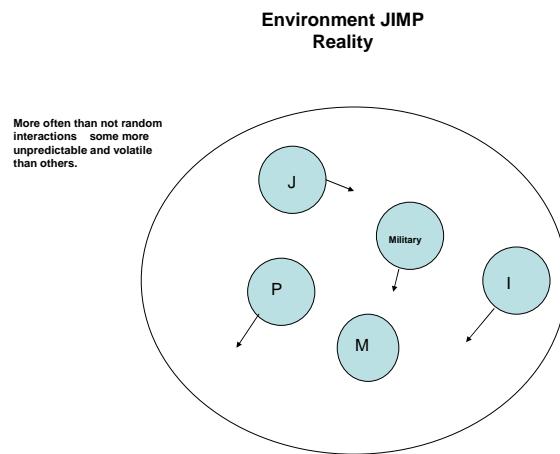 Environment JIMP
Reality
More often than not random
interactions some more
unpredictable and volatile
than others.
J
Military
I
P
M